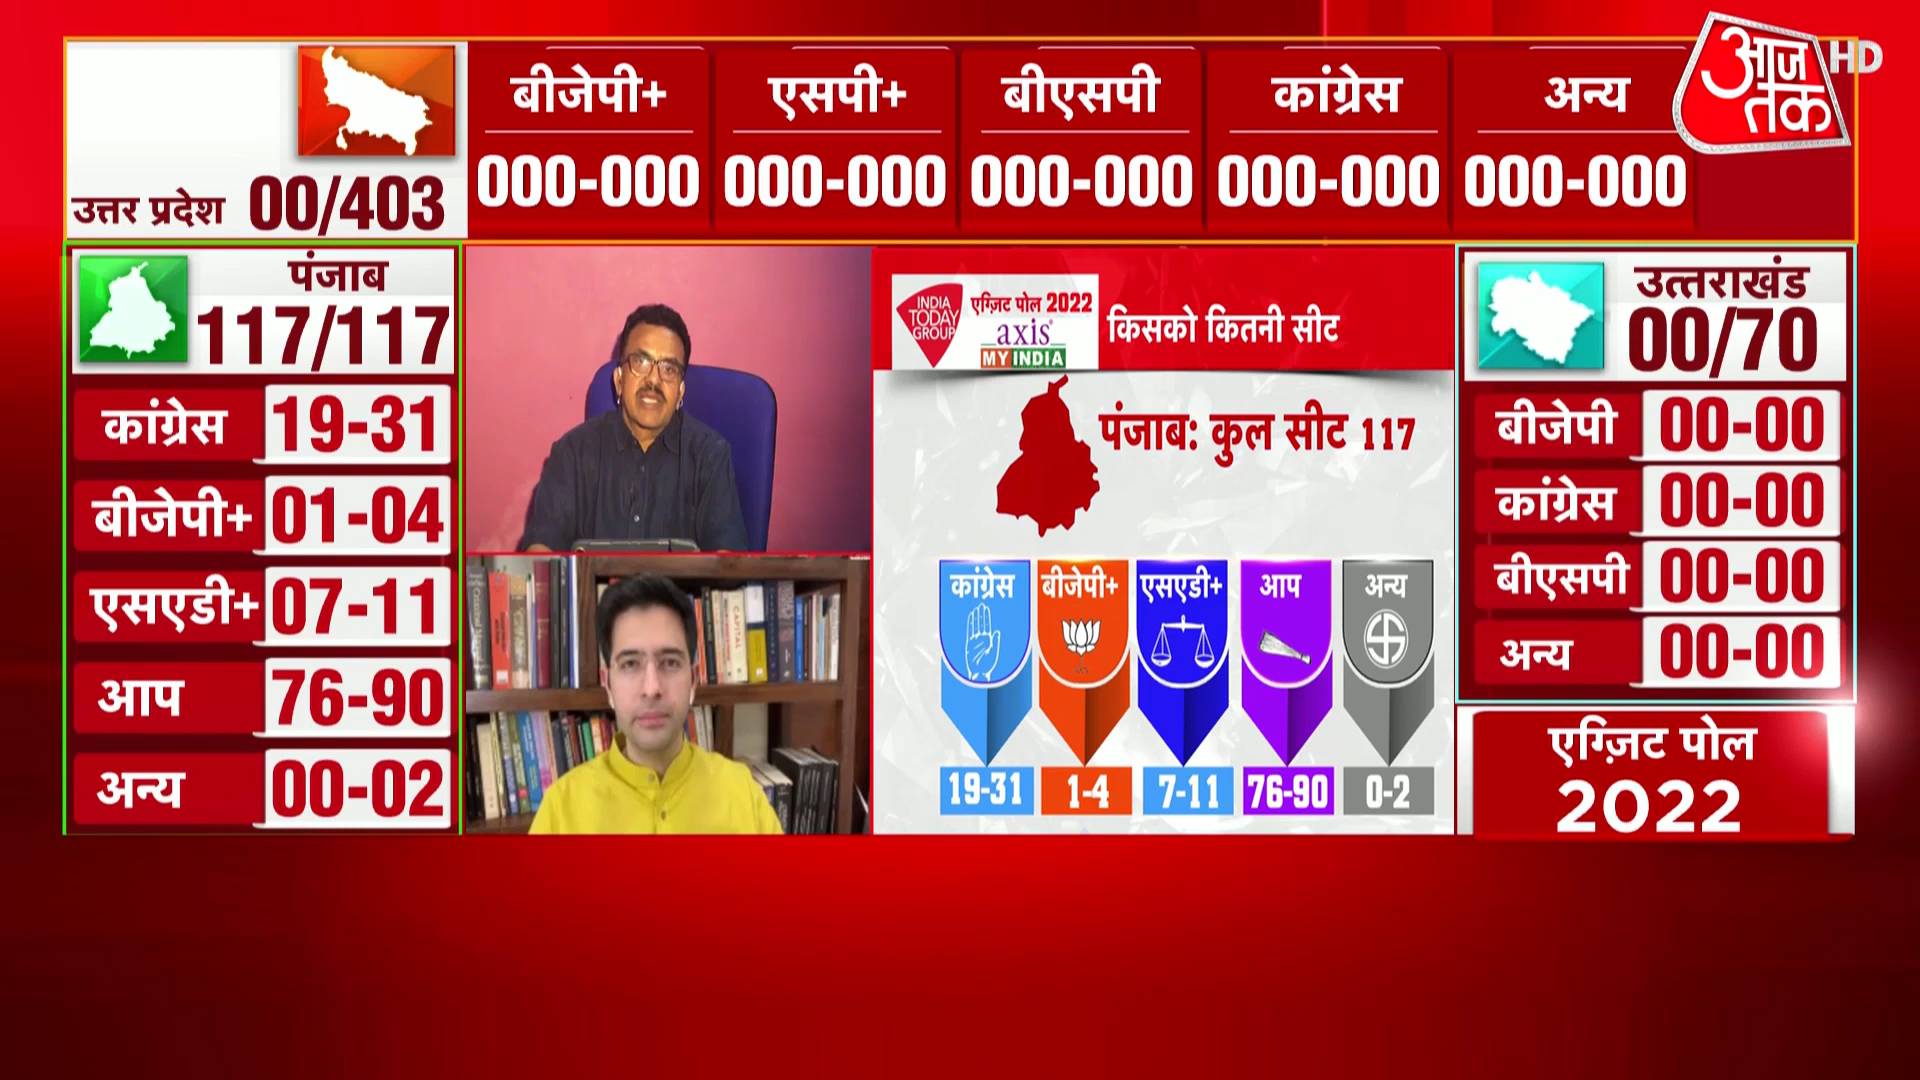 बीजेपी+ एसपी+ बीएसपी कांग्रेस अन्य
000-000 000-000 000-000 000-000 000-000
उत्तर प्रदेश 00/403
आज तक HD
पंजाब
117/117
कांग्रेस 19-31
बीजेपी+ 01-04
एसएडी+ 07-11
आप 76-90
अन्य 00-02
INDIA
TODAY
GROUP
एग्ज़िट पोल 2022
axis
MY INDIA
किसको कितनी सीट
पंजाब: कुल सीट 117
कांग्रेस बीजेपी+ एसएडी+ आप अन्य
19-31 1-4 7-11 76-90 0-2
उत्तराखंड
00/70
बीजेपी 00-00
कांग्रेस 00-00
बीएसपी 00-00
अन्य 00-00
एग्ज़िट पोल
2022
CAPITAL